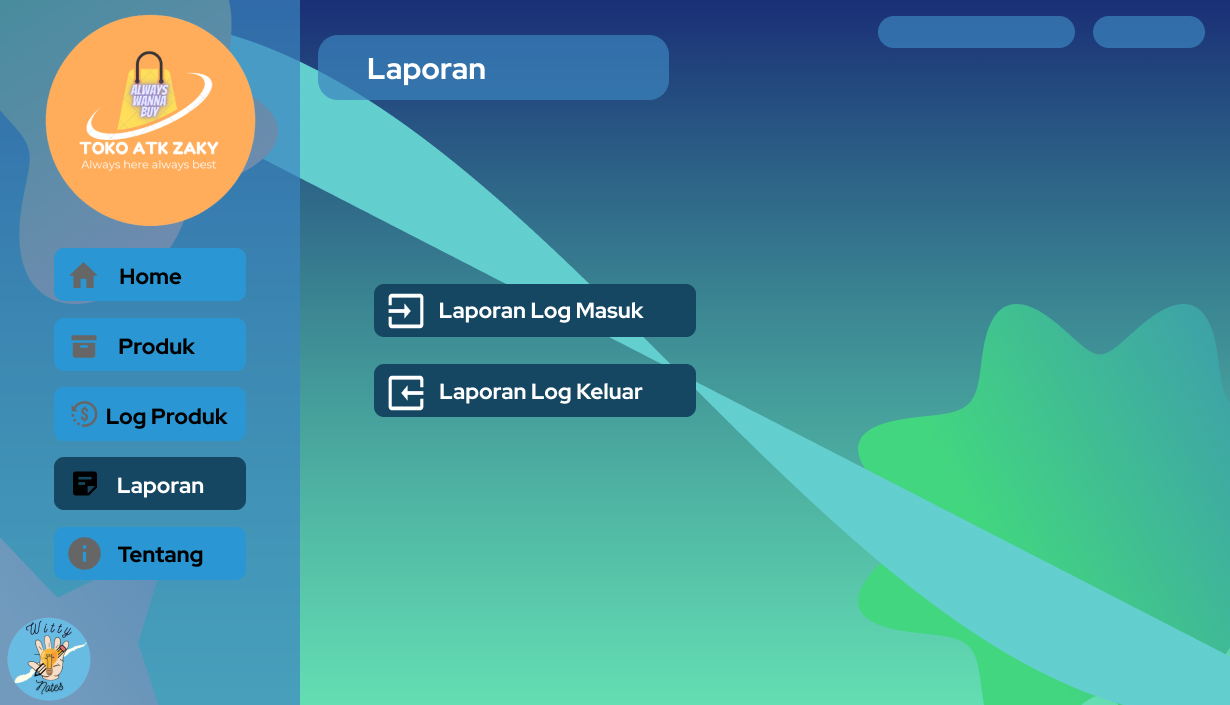 ALWAYS
WANNA
BUY
TOKO ATK ZAKY
Always here always best
Laporan
Home
Produk
Log Produk
Laporan
Tentang
Laporan Log Masuk
Laporan Log Keluar
Witty
Notes